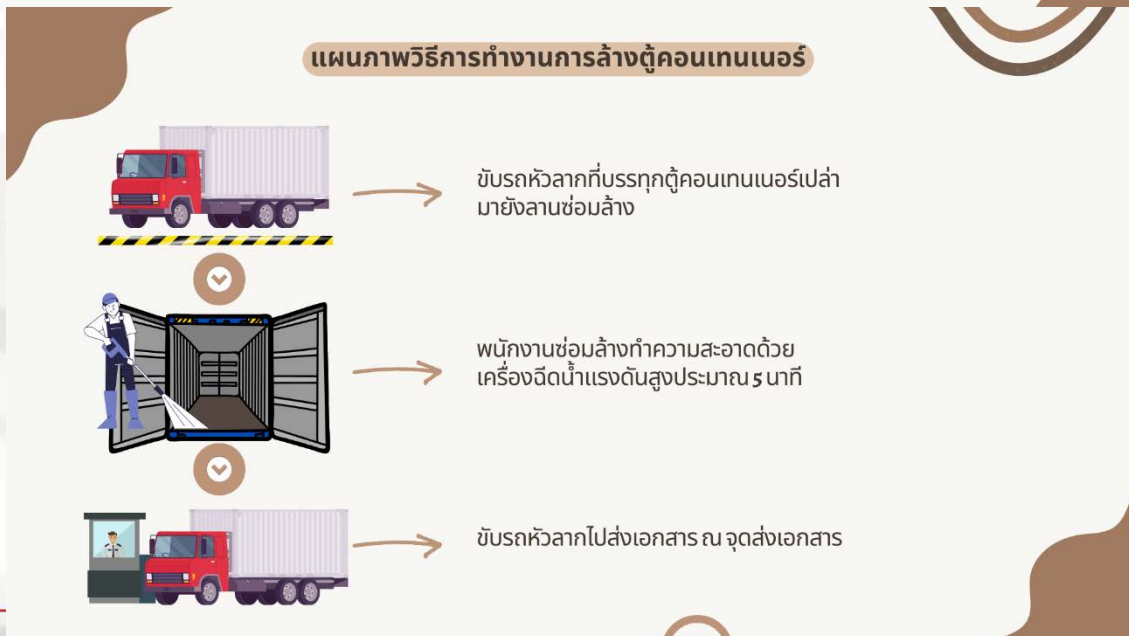 แผนภาพวิธีการทำงานการล้างตู้คอนเทนเนอร์
ขับรถหัวลากที่บรรทุกตู้คอนเทนเนอร์เปล่า
มายังลานซ่อมล้าง
พนักงานซ่อมล้างทำความสะอาดด้วย
เครื่องฉีดน้ำแรงดันสูงประมาณ 5 นาที
ขับรถหัวลากไปส่งเอกสาร ณ จุดส่งเอกสาร